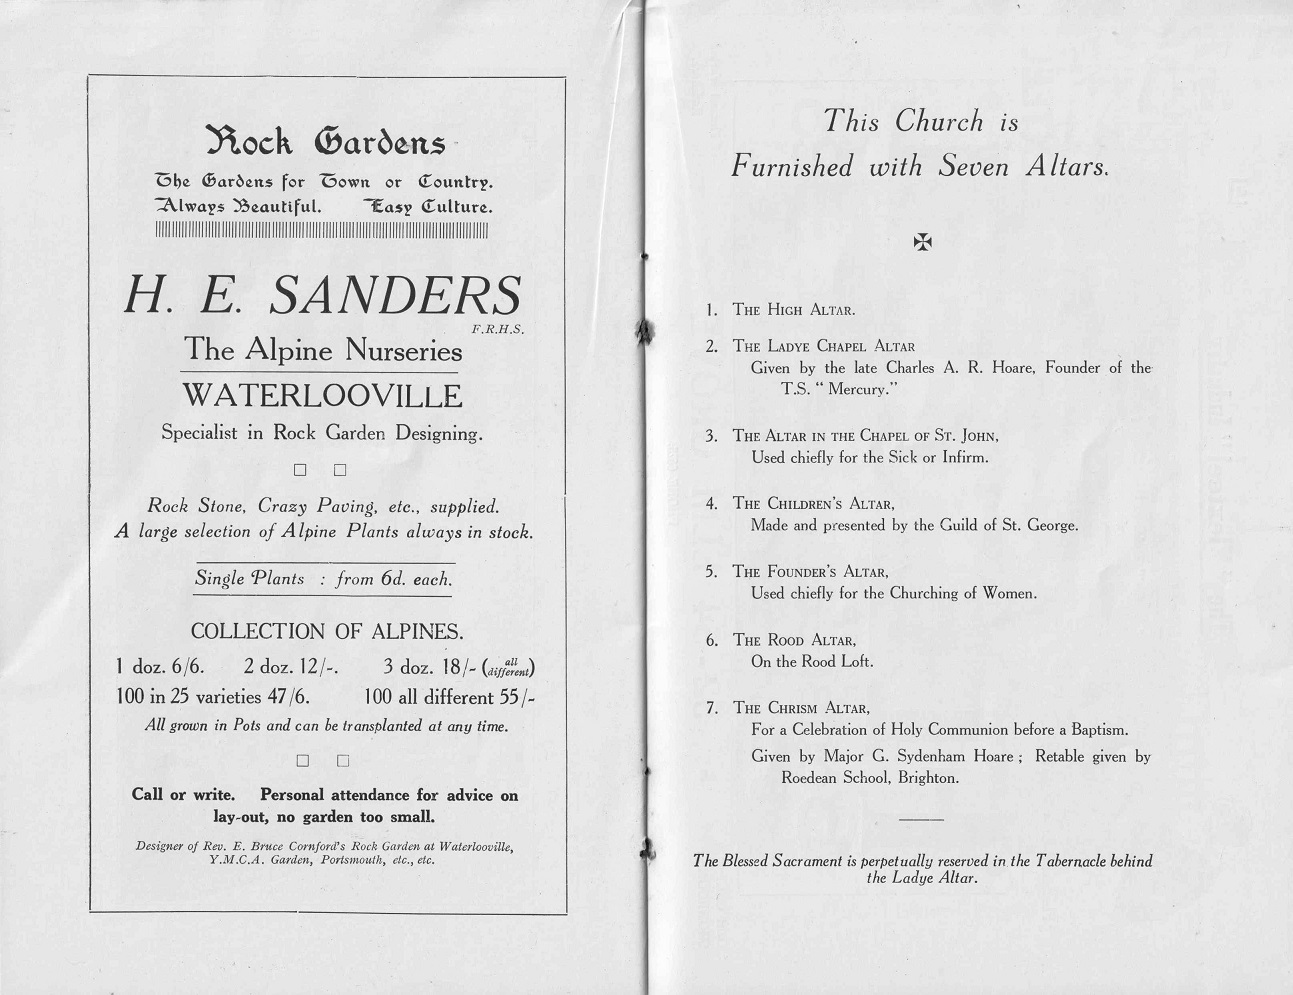 Rock Gardens
The Gardens for Town or Country.
Always Beautiful. Easy Culture.
H. E. SANDERS
F.R.H.S.
The Alpine Nurseries
WATERLOOVILLE
Specialist in Rock Garden Designing.
Rock Stone, Crazy Paving, etc., supplied.
A large selection of Alpine Plants always in stock.
Single Plants : from 6d. each.
COLLECTION OF ALPINES.
1 doz. 6/6. 2 doz. 12/-. 3 doz. 18/- (all different)
100 in 25 varieties 47/6. 100 all different 55/-
All grown in Pots and can be transplanted at any time.
Call or write. Personal attendance for advice on
lay-out, no garden too small.
Designer of Rev. E. Bruce Cornford's Rock Garden at Waterlooville,
Y.M.C.A. Garden, Portsmouth, etc., etc.
This Church is
Furnished with Seven Altars.
1. The High Altar.
2. The Ladye Chapel Altar
Given by the late Charles A. R. Hoare, Founder of the
T.S. "Mercury."
3. The Altar in the Chapel of St. John,
Used chiefly for the Sick or Infirm.
4. The Children's Altar,
Made and presented by the Guild of St. George.
5. The Founder's Altar,
Used chiefly for the Churching of Women.
6. The Rood Altar,
On the Rood Loft.
7. The Chrism Altar,
For a Celebration of Holy Communion before a Baptism.
Given by Major G. Sydenham Hoare ; Retable given by
Roedean School, Brighton.
The Blessed Sacrament is perpetually reserved in the Tabernacle behind
the Ladye Altar.